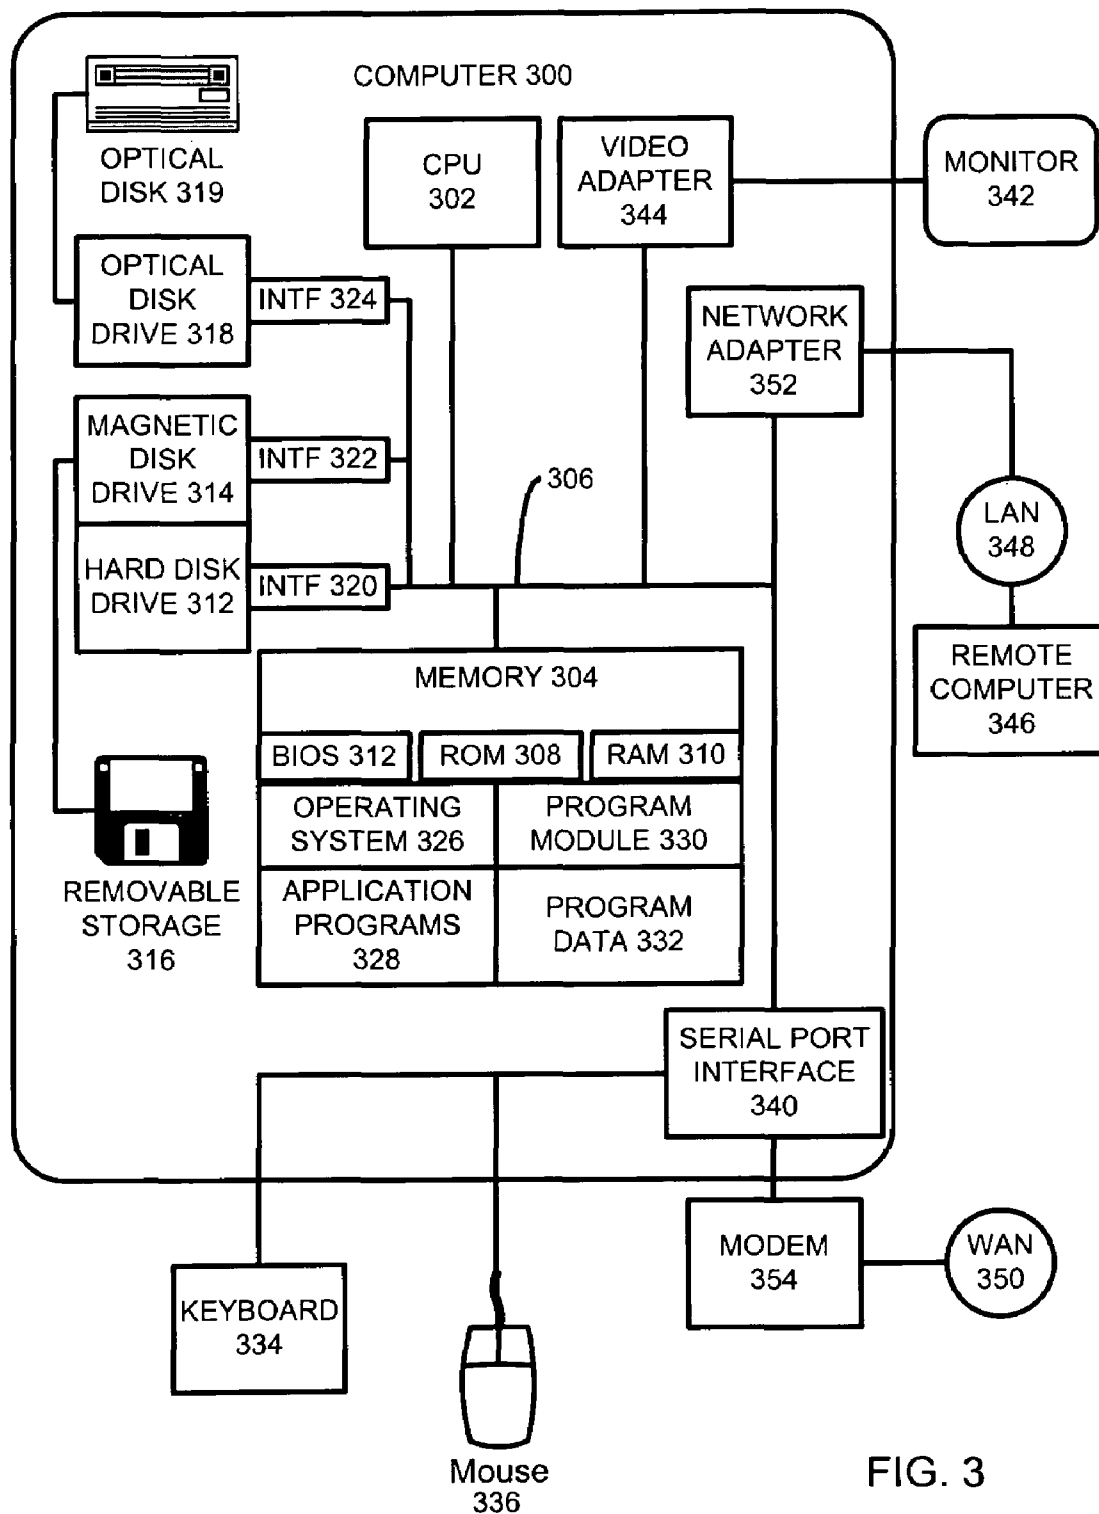 COMPUTER 300
OPTICAL
DISK 319
CPU
302
VIDEO
ADAPTER
344
MONITOR
342
OPTICAL
DISK
DRIVE 318
INTF 324
NETWORK
ADAPTER
352
MAGNETIC
DISK
DRIVE 314
INTF 322
306
LAN
348
HARD DISK
DRIVE 312
INTF 320
REMOTE
COMPUTER
346
MEMORY 304
BIOS 312
ROM 308
RAM 310
OPERATING
SYSTEM 326
PROGRAM
MODULE 330
REMOVABLE
STORAGE
316
APPLICATION
PROGRAMS
328
PROGRAM
DATA 332
SERIAL PORT
INTERFACE
340
MODEM
354
WAN
350
KEYBOARD
334
Mouse
336
FIG. 3